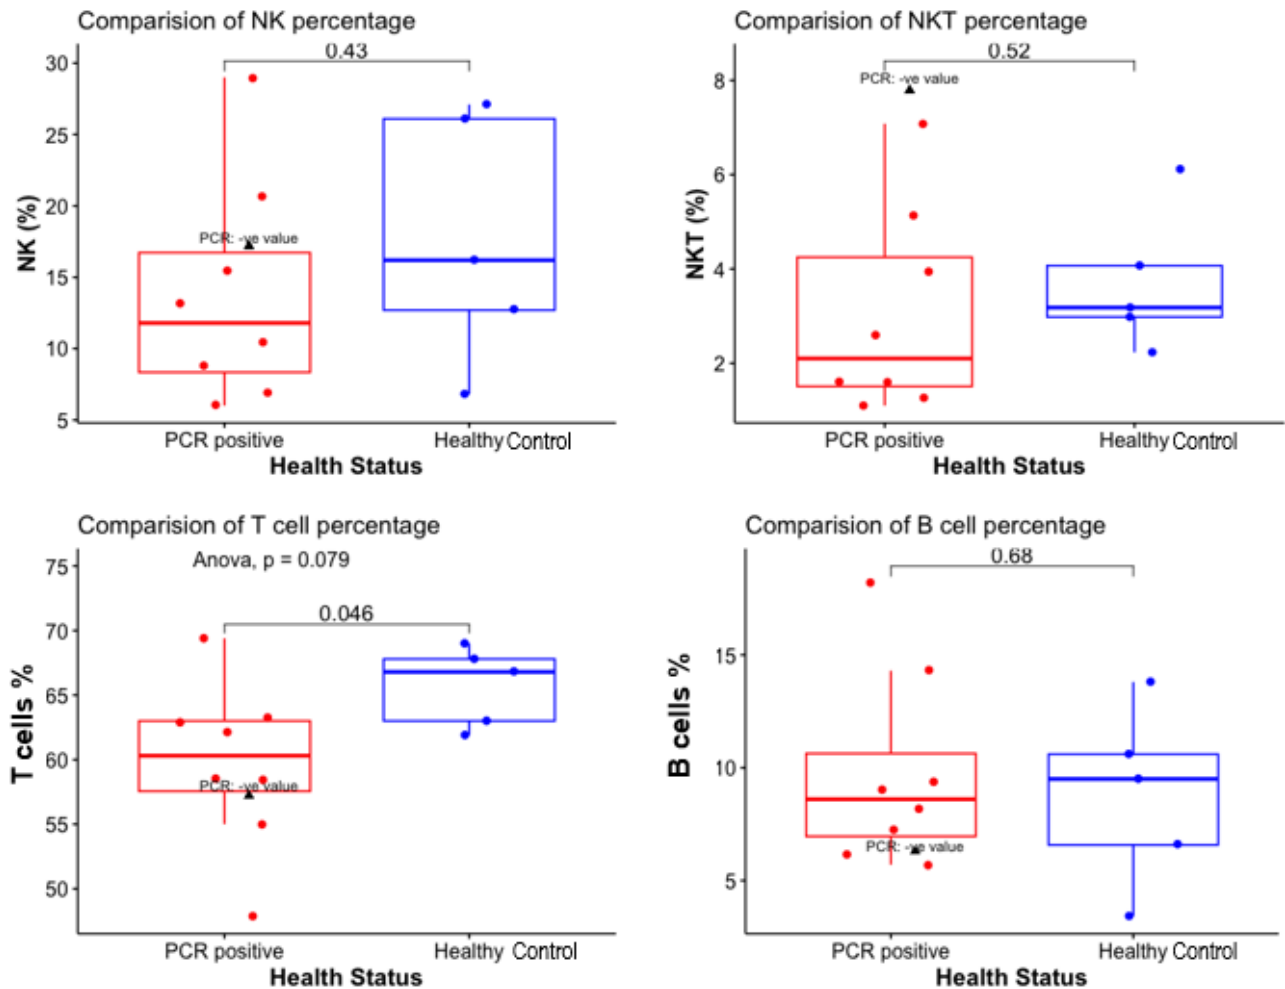 Comparision of NK percentage
0.43
30
25
20
15
10
5
NK (%)
PCR: -ve value
PCR positive
Healthy Control
Health Status
Comparision of NKT percentage
0.52
8
6
4
2
NKT (%)
PCR: -ve value
PCR positive
Healthy Control
Health Status
Comparision of T cell percentage
Anova, p = 0.079
0.046
75
70
65
60
55
50
T cells %
PCR: -ve value
PCR positive
Healthy Control
Health Status
Comparision of B cell percentage
0.68
15
10
5
B cells %
PCR: -ve value
PCR positive
Healthy Control
Health Status